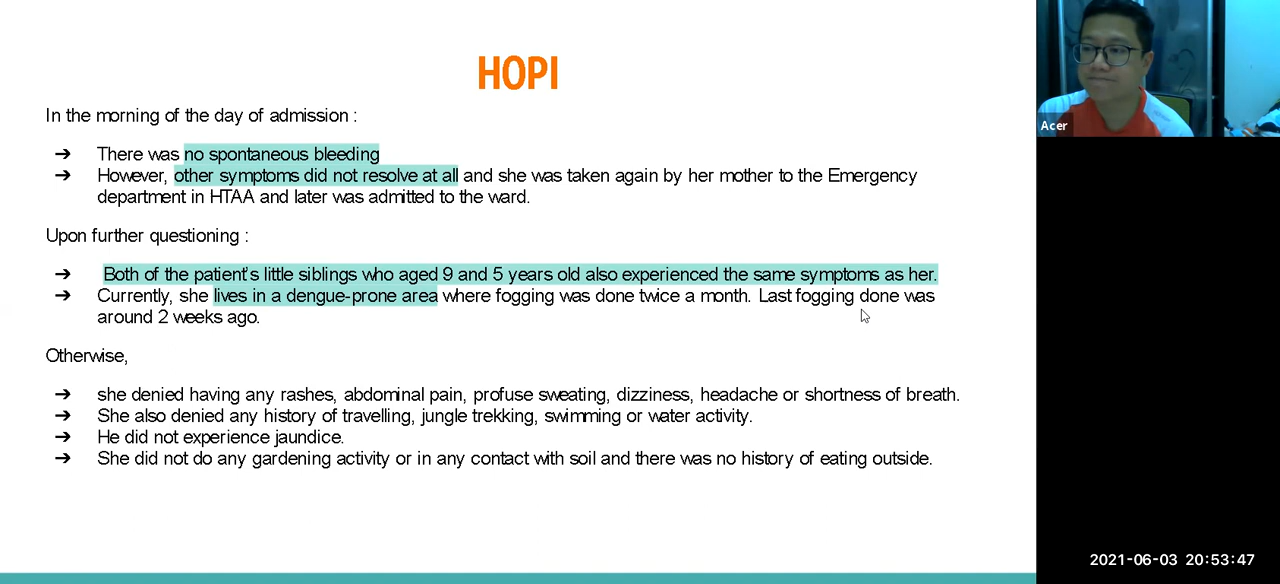 HOPI
In the morning of the day of admission :
➔ There was no spontaneous bleeding
➔ However, other symptoms did not resolve at all and she was taken again by her mother to the Emergency
department in HTAA and later was admitted to the ward.
Upon further questioning :
➔ Both of the patient's little siblings who aged 9 and 5 years old also experienced the same symptoms as her.
➔ Currently, she lives in a dengue-prone area where fogging was done twice a month. Last fogging done was
around 2 weeks ago.
Otherwise,
➔ she denied having any rashes, abdominal pain, profuse sweating, dizziness, headache or shortness of breath.
➔ She also denied any history of travelling, jungle trekking, swimming or water activity.
➔ He did not experience jaundice.
➔ She did not do any gardening activity or in any contact with soil and there was no history of eating outside.
Acer
2021-06-03 20:53:47